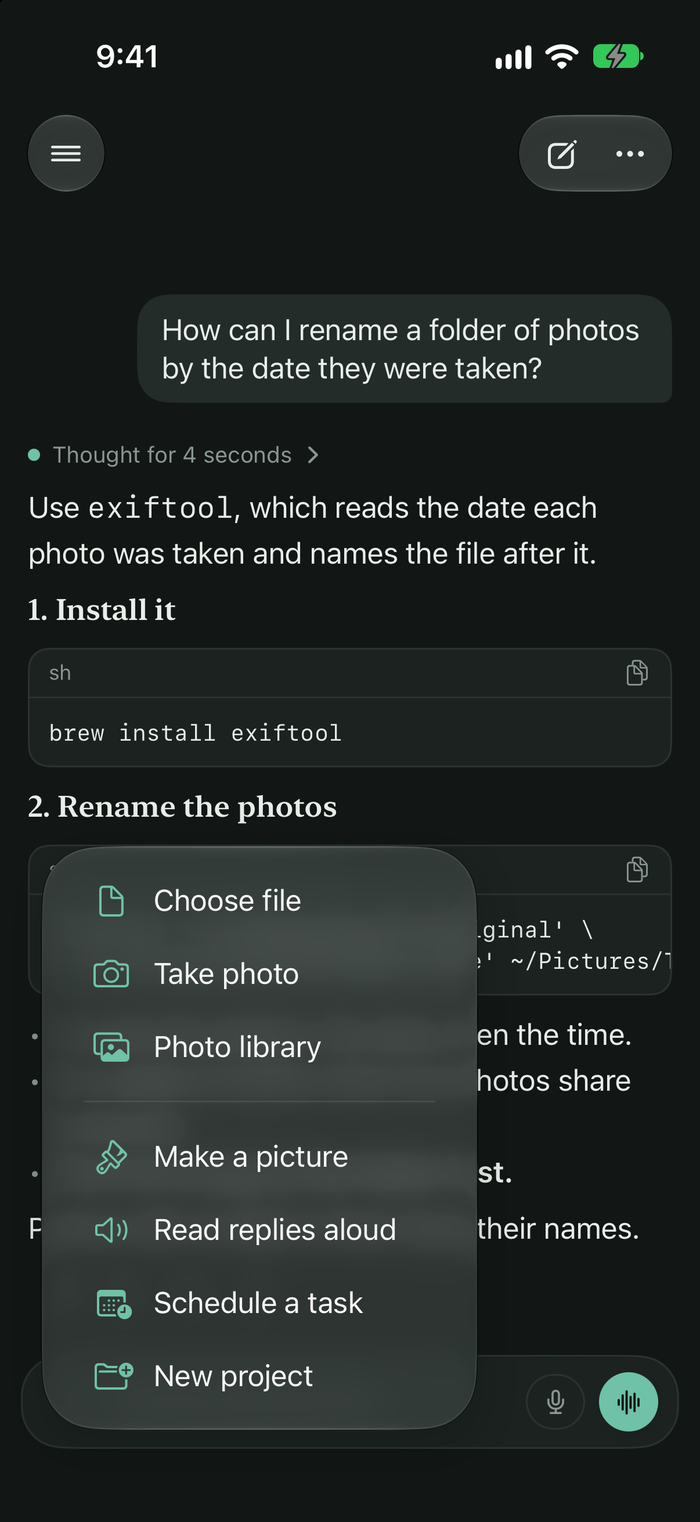 9:41
How can I rename a folder of photos
by the date they were taken?
Thought for 4 seconds
Use exiftool, which reads the date each
photo was taken and names the file after it.
1. Install it
sh
brew install exiftool
2. Rename the photos
Choose file
iginal' \
Take photo
' ~/Pictures/
Photo library
the time.
share
Make a picture
st.
Read replies aloud
their names.
Schedule a task
New project